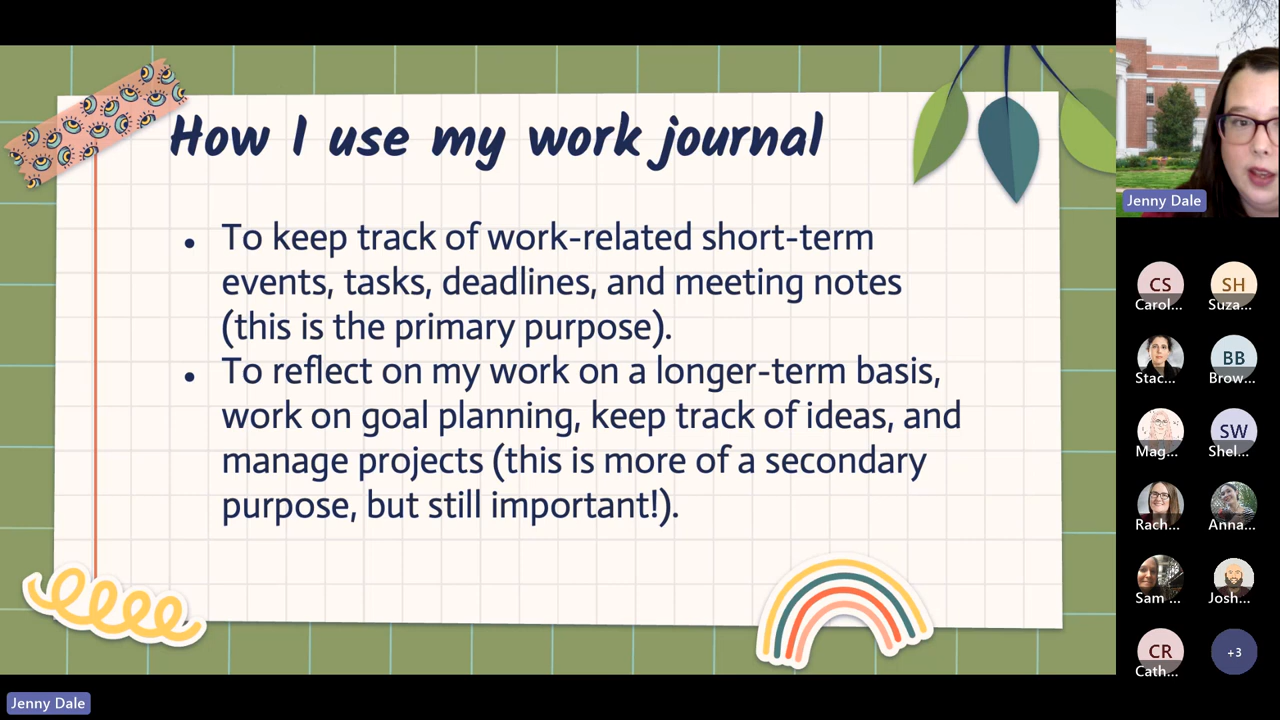 How I use my work journal
• To keep track of work-related short-term
events, tasks, deadlines, and meeting notes
(this is the primary purpose).
• To reflect on my work on a longer-term basis,
work on goal planning, keep track of ideas, and
manage projects (this is more of a secondary
purpose, but still important!).
Jenny Dale
CS
Carol...
SH
Suza...
Stac...
BB
Brow...
Mag...
SW
Shel...
Rach...
Anna...
Sam ...
Josh...
CR
Cath...
+3
Jenny Dale